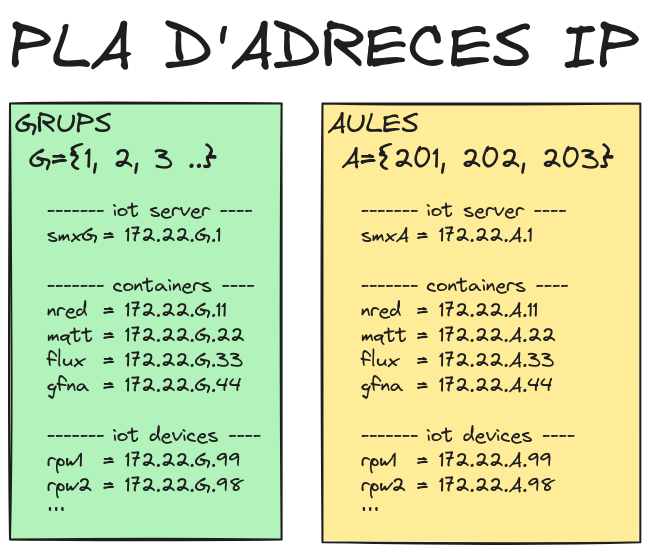 PLA D'ADRECES IP
GRUPS
G={1, 2, 3 ..}
------- iot server ----
smxG = 172.22.G.1
------- containers ----
nred = 172.22.G.11
mqtt = 172.22.G.22
flux = 172.22.G.33
gfna = 172.22.G.44
------- iot devices ----
rpw1 = 172.22.G.99
rpw2 = 172.22.G.98
...
AULES
A={201, 202, 203}
------- iot server ----
smxA = 172.22.A.1
------- containers ----
nred = 172.22.A.11
mqtt = 172.22.A.22
flux = 172.22.A.33
gfna = 172.22.A.44
------- iot devices ----
rpw1 = 172.22.A.99
rpw2 = 172.22.A.98
...